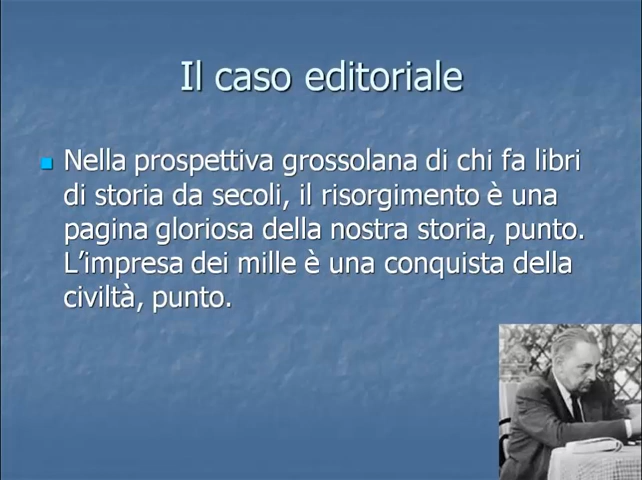 Il caso editoriale
Nella prospettiva grossolana di chi fa libri
di storia da secoli, il risorgimento è una
pagina gloriosa della nostra storia, punto.
L'impresa dei mille è una conquista della
civiltà, punto.